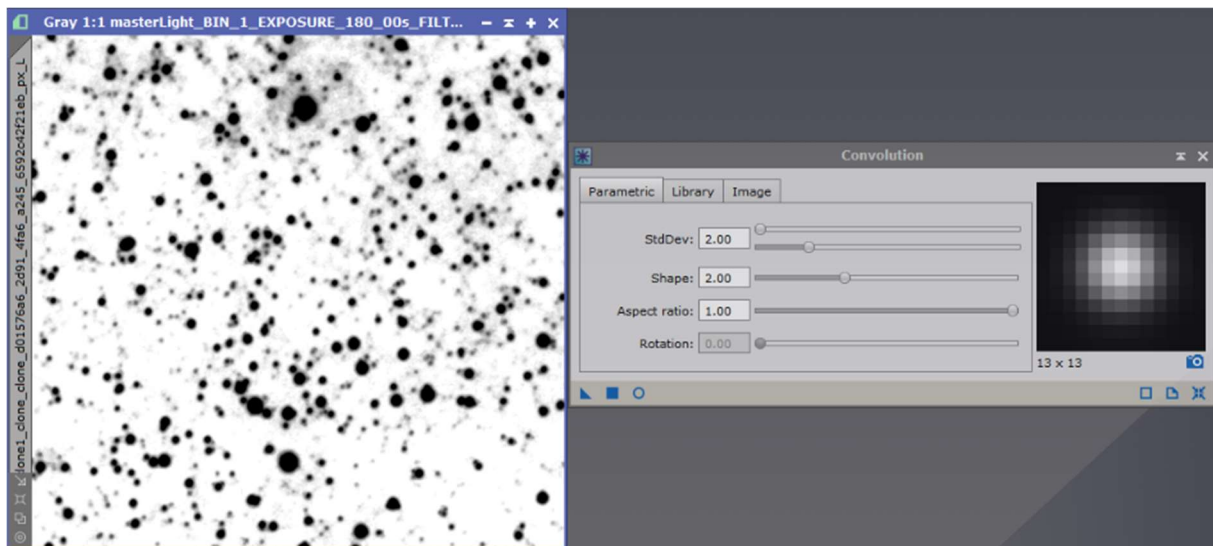 Gray 1:1 masterLight_BIN_1_EXPOSURE_180_00s_FILT...
lone1_clone_clone_d01576a6_2d91_4fa6_a245_6592c42f21eb_px_L
Convolution
Parametric Library Image
StdDev: 2.00
Shape: 2.00
Aspect ratio: 1.00
Rotation: 0.00
13 x 13